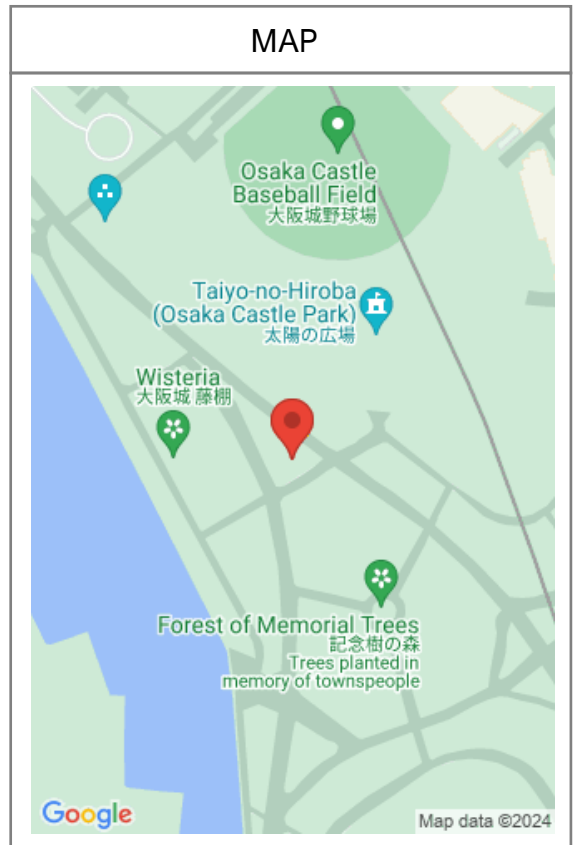 MAP
Osaka Castle
Baseball Field
大阪城野球場
Taiyo-no-Hiroba
(Osaka Castle Park)
太陽の広場
Wisteria
大阪城 藤棚
Forest of Memorial Trees
記念樹の森
Trees planted in
memory of townspeople
Google
Map data ©2024